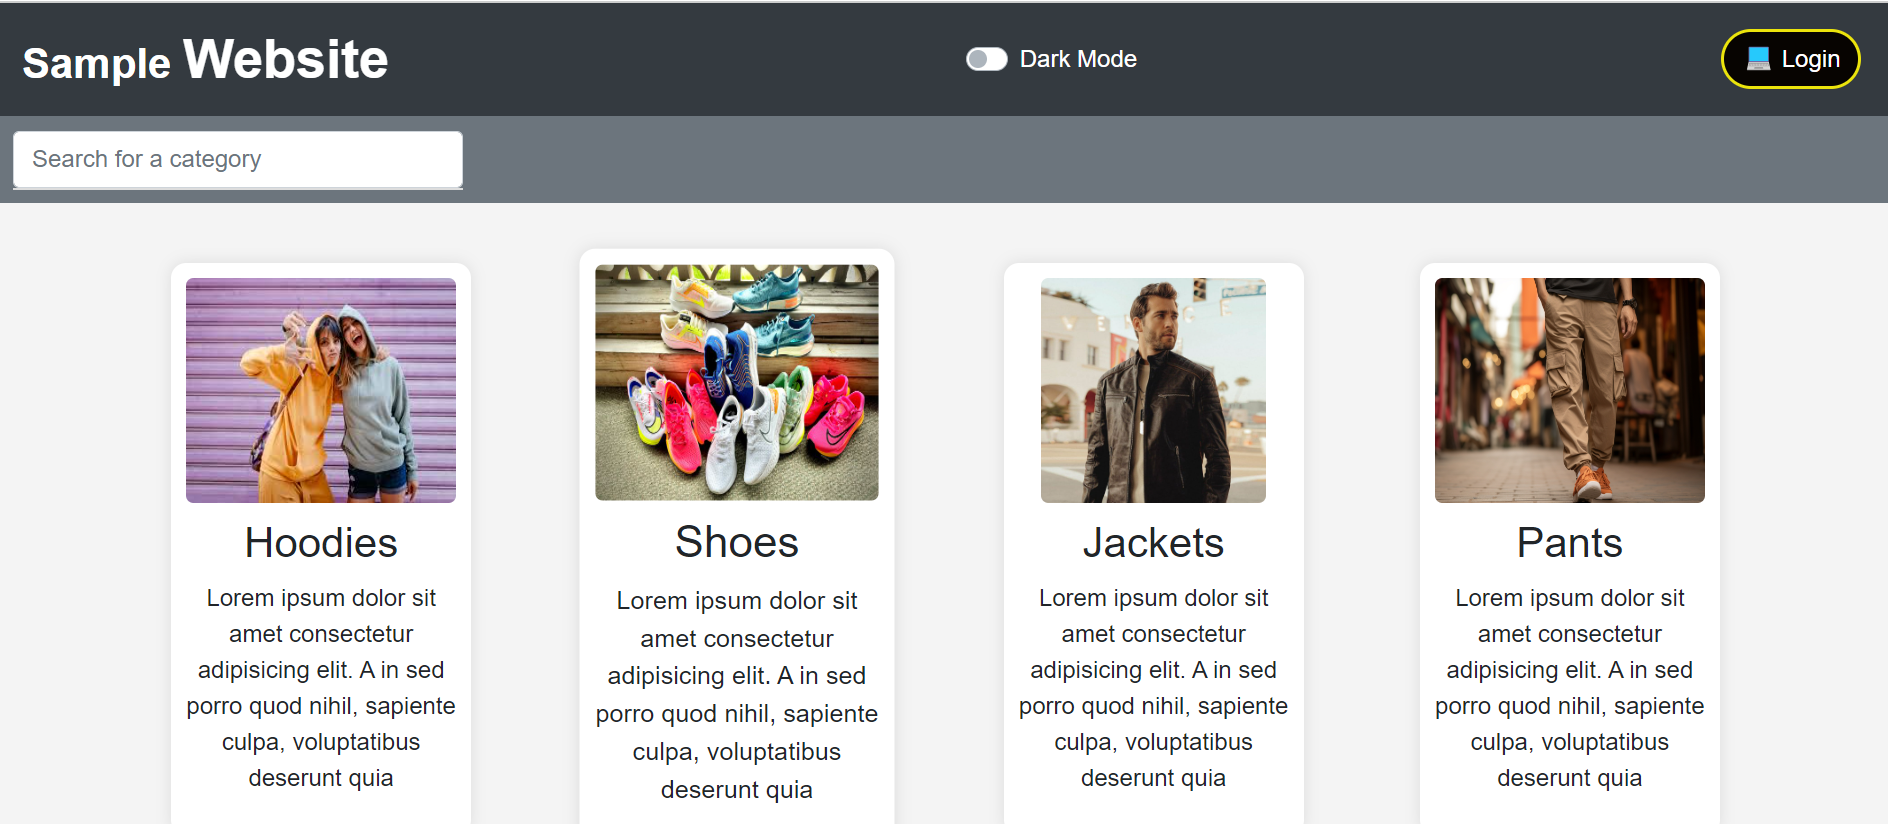 Sample Website
Dark Mode
Login
Search for a category
Hoodies
Lorem ipsum dolor sit
amet consectetur
adipisicing elit. A in sed
porro quod nihil, sapiente
culpa, voluptatibus
deserunt quia
Shoes
Lorem ipsum dolor sit
amet consectetur
adipisicing elit. A in sed
porro quod nihil, sapiente
culpa, voluptatibus
deserunt quia
Jackets
Lorem ipsum dolor sit
amet consectetur
adipisicing elit. A in sed
porro quod nihil, sapiente
culpa, voluptatibus
deserunt quia
Pants
Lorem ipsum dolor sit
amet consectetur
adipisicing elit. A in sed
porro quod nihil, sapiente
culpa, voluptatibus
deserunt quia